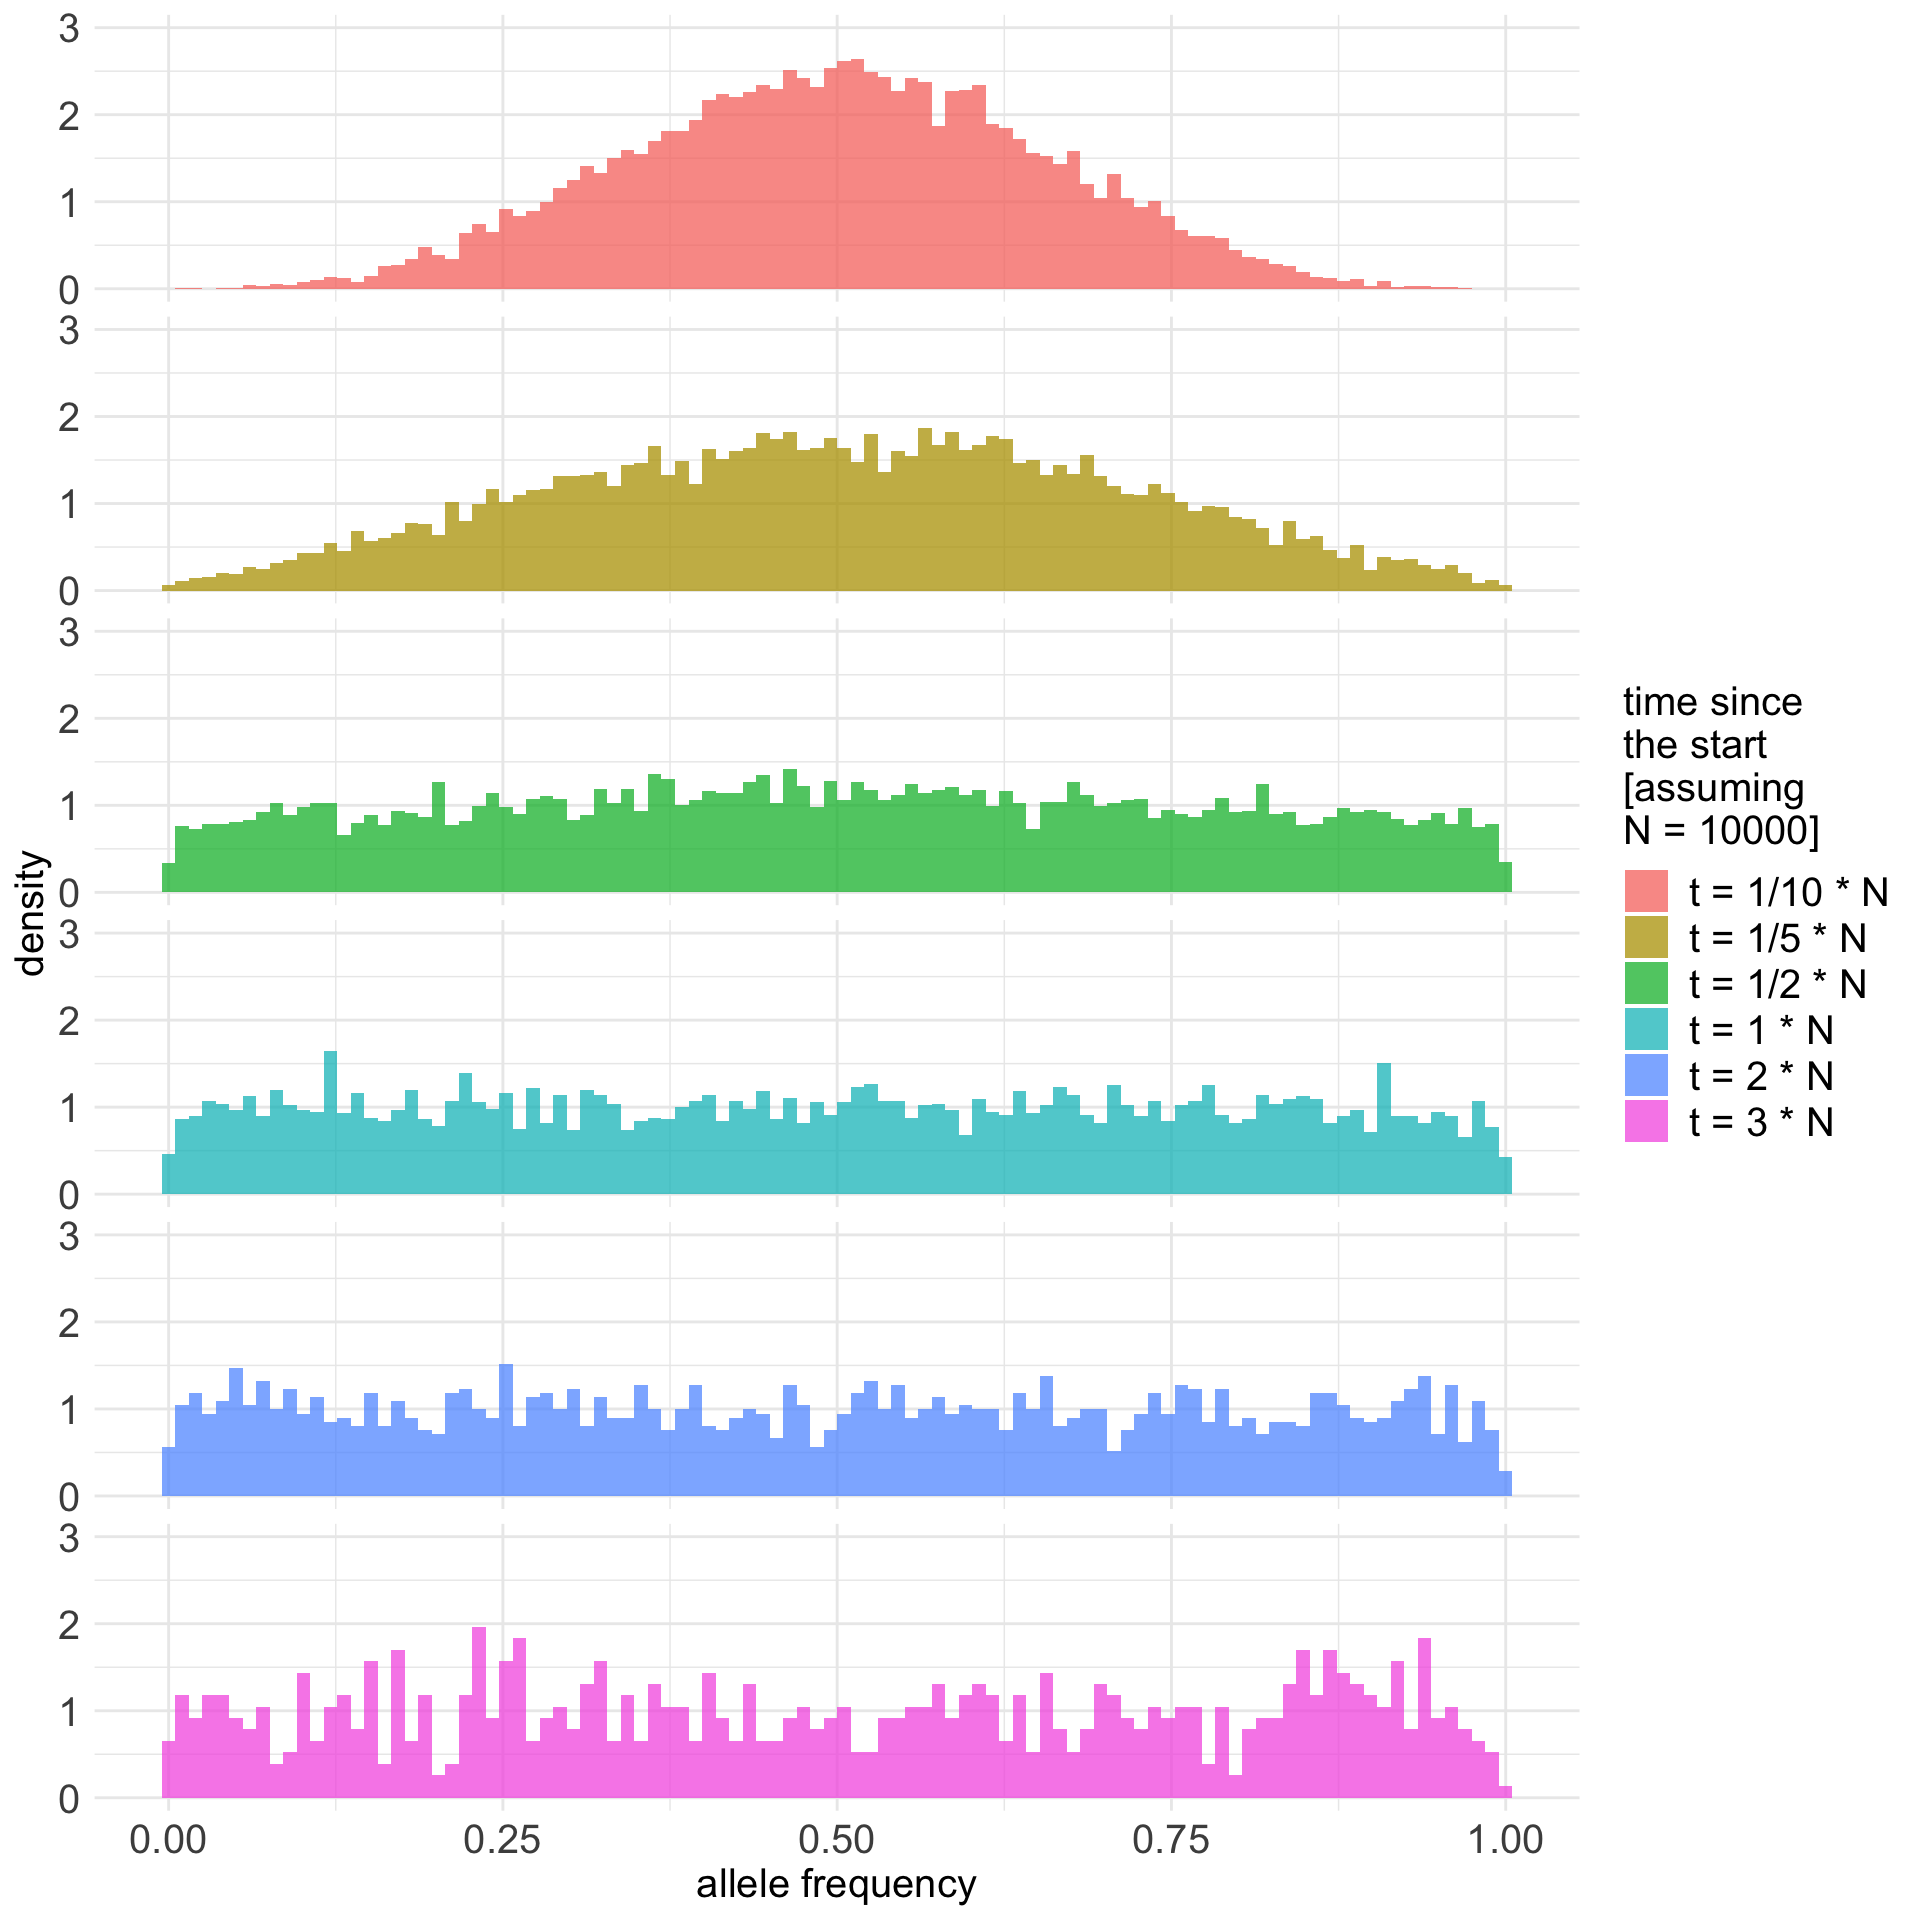 3
2
1
0
3
2
1
0
3
2
1
0
3
2
1
0
3
2
1
0
3
2
1
0
density
0.00 0.25 0.50 0.75 1.00
allele frequency
time since
the start
[assuming
N = 10000]
t = 1/10 * N
t = 1/5 * N
t = 1/2 * N
t = 1 * N
t = 2 * N
t = 3 * N